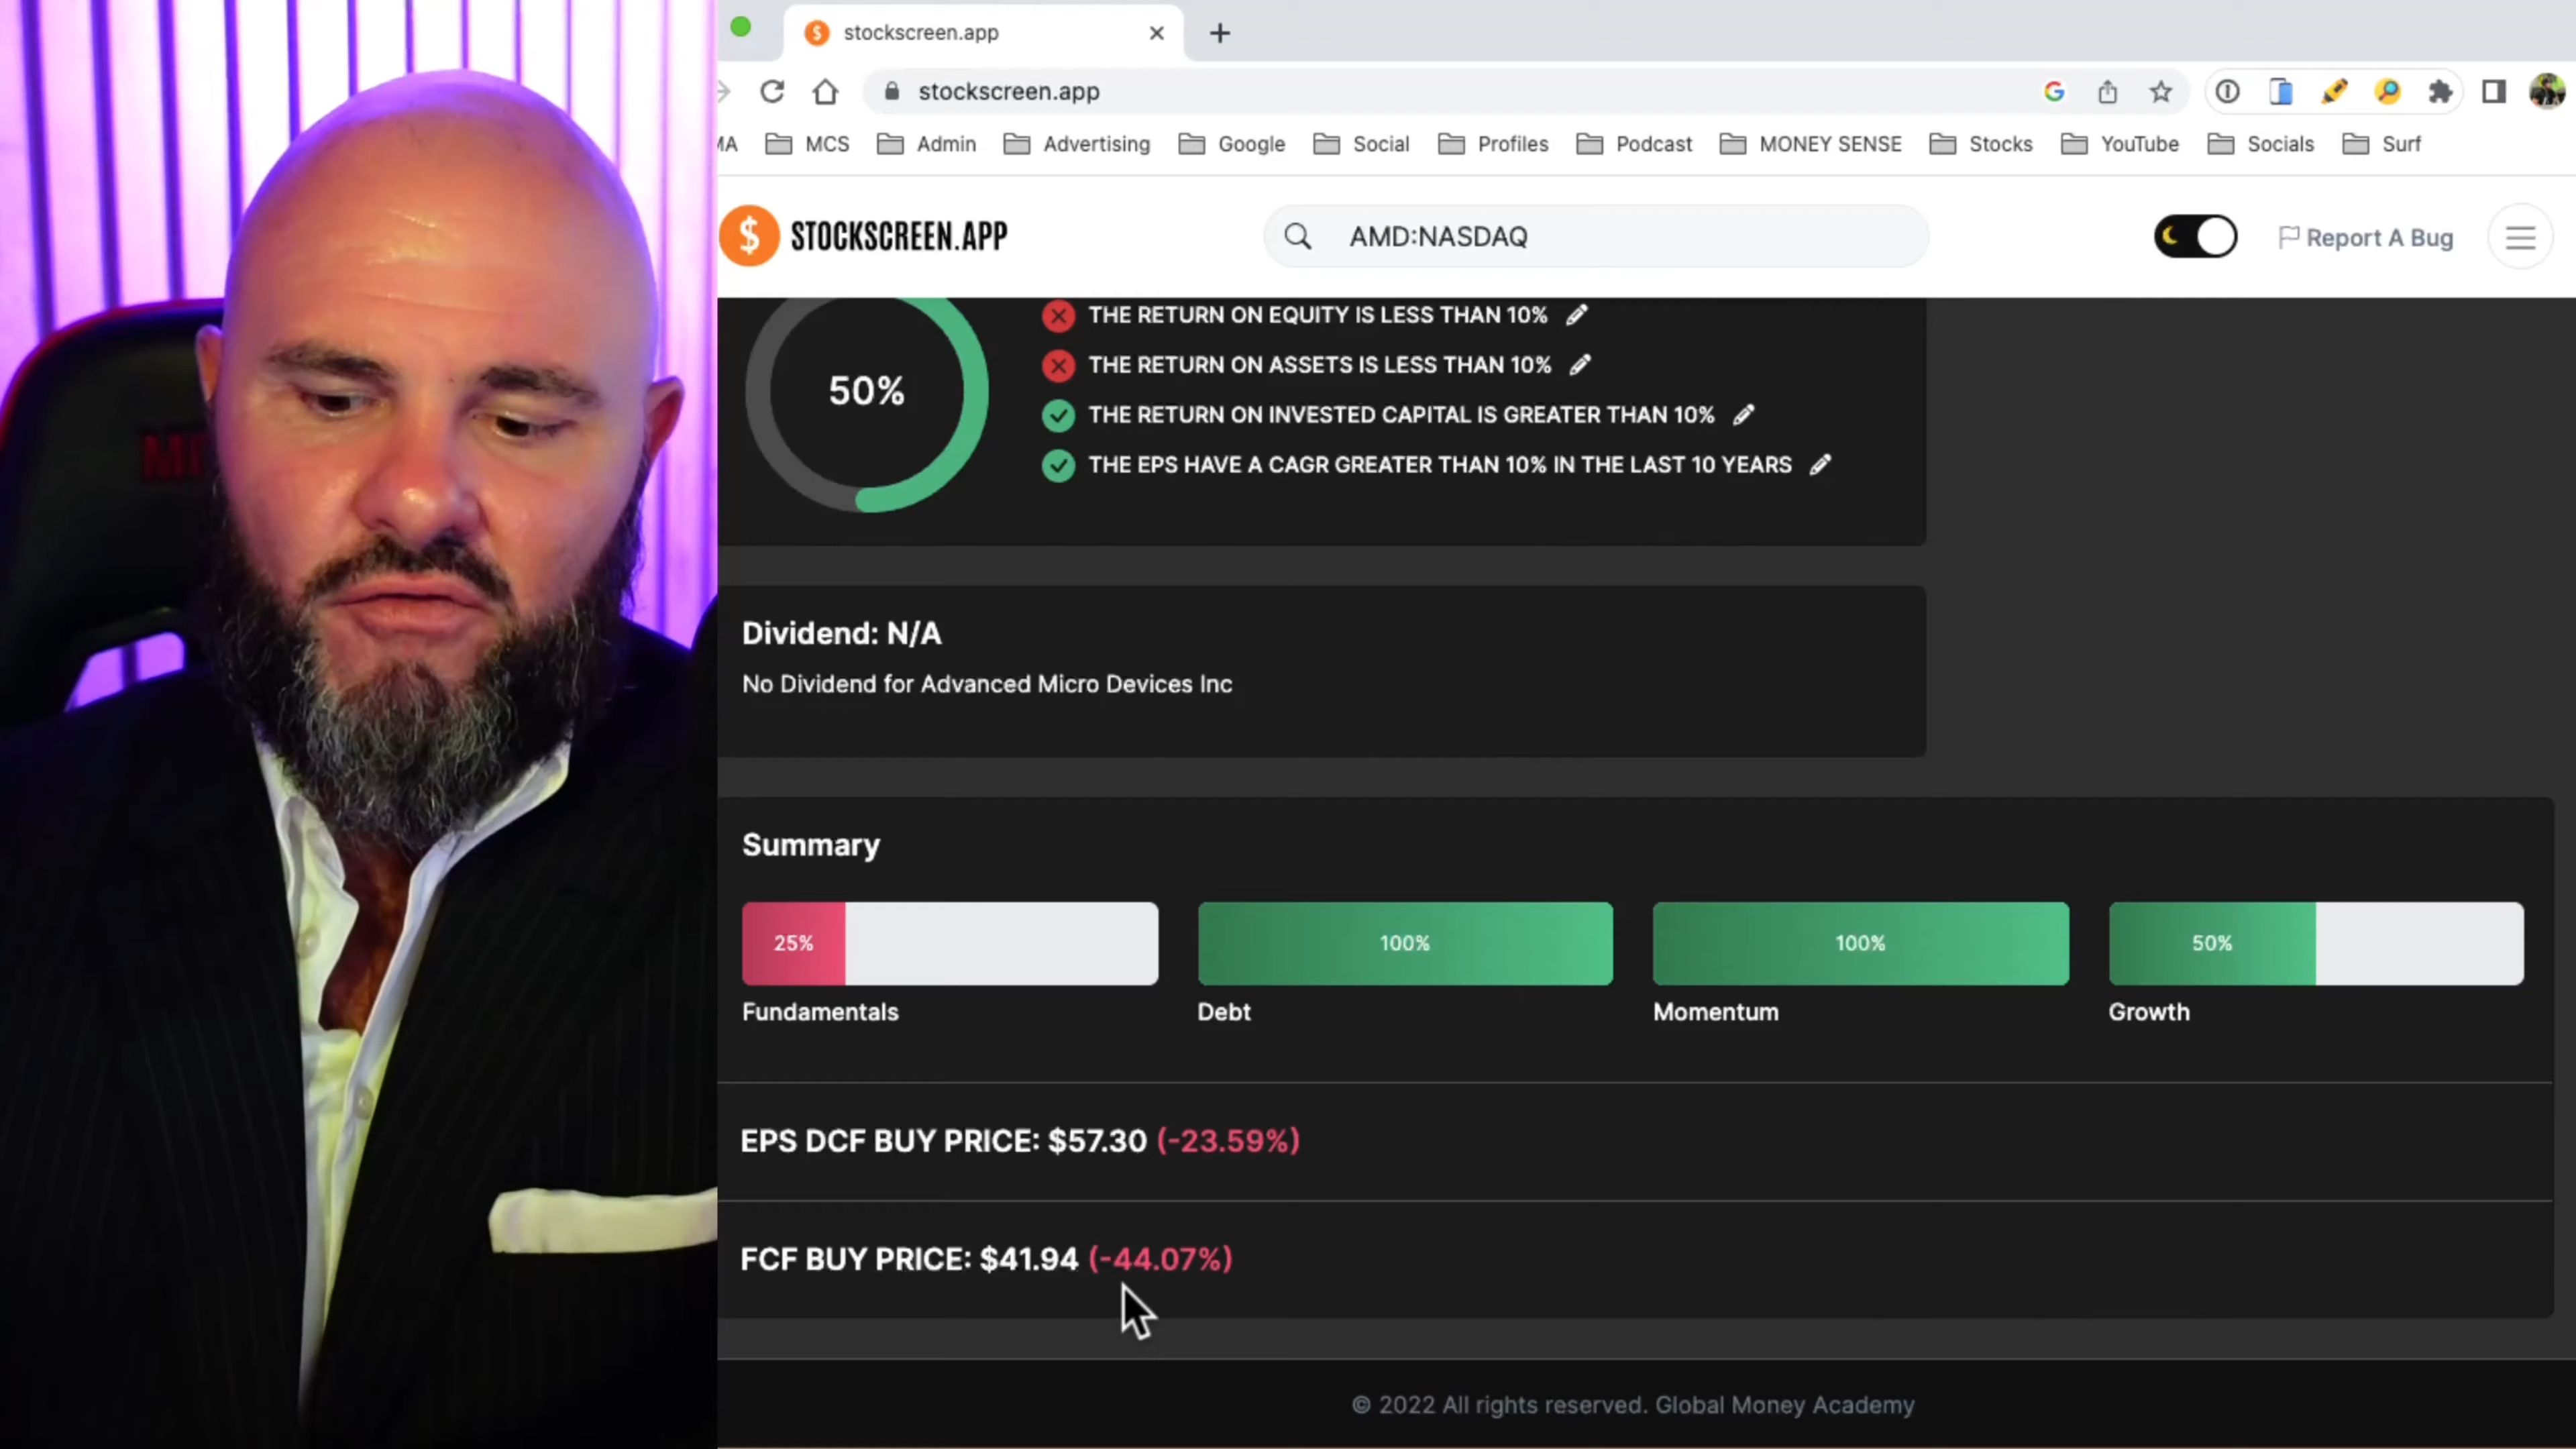 stockscreen.app
stockscreen.app
MCS Admin Advertising Google Social Profiles Podcast MONEY SENSE Stocks YouTube Socials Surf
$ STOCKSCREEN.APP AMD:NASDAQ Report A Bug
50%
THE RETURN ON EQUITY IS LESS THAN 10%
THE RETURN ON ASSETS IS LESS THAN 10%
THE RETURN ON INVESTED CAPITAL IS GREATER THAN 10%
THE EPS HAVE A CAGR GREATER THAN 10% IN THE LAST 10 YEARS
Dividend: N/A
No Dividend for Advanced Micro Devices Inc
Summary
25% 100% 100% 50%
Fundamentals Debt Momentum Growth
EPS DCF BUY PRICE: $57.30 (-23.59%)
FCF BUY PRICE: $41.94 (-44.07%)
© 2022 All rights reserved. Global Money Academy